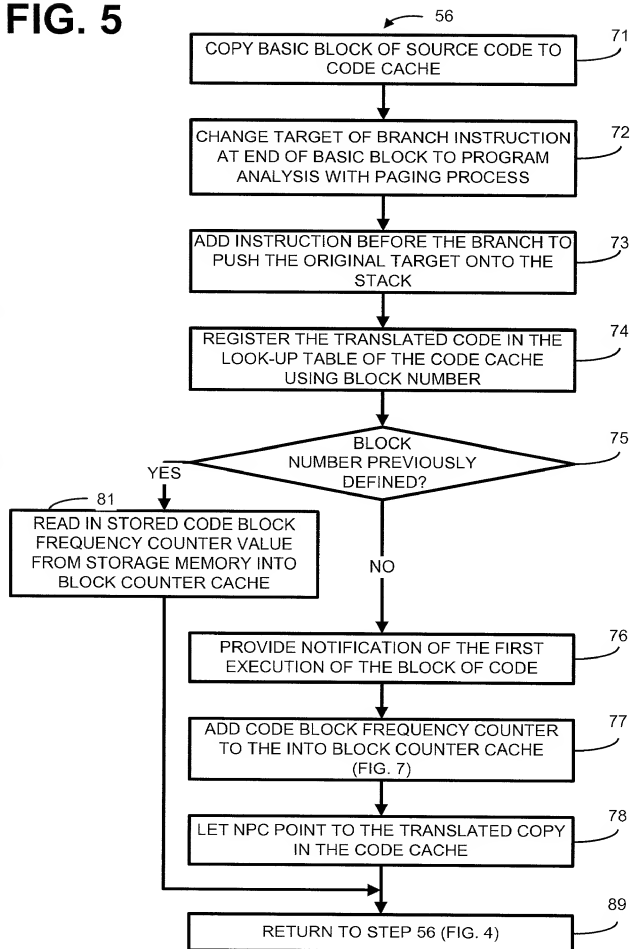 FIG. 5
56
COPY BASIC BLOCK OF SOURCE CODE TO
CODE CACHE
71
CHANGE TARGET OF BRANCH INSTRUCTION
AT END OF BASIC BLOCK TO PROGRAM
ANALYSIS WITH PAGING PROCESS
72
ADD INSTRUCTION BEFORE THE BRANCH TO
PUSH THE ORIGINAL TARGET ONTO THE
STACK
73
REGISTER THE TRANSLATED CODE IN THE
LOOK-UP TABLE OF THE CODE CACHE
USING BLOCK NUMBER
74
BLOCK
NUMBER PREVIOUSLY
DEFINED?
75
YES
81
READ IN STORED CODE BLOCK
FREQUENCY COUNTER VALUE
FROM STORAGE MEMORY INTO
BLOCK COUNTER CACHE
NO
PROVIDE NOTIFICATION OF THE FIRST
EXECUTION OF THE BLOCK OF CODE
76
ADD CODE BLOCK FREQUENCY COUNTER
TO THE INTO BLOCK COUNTER CACHE
(FIG. 7)
77
LET NPC POINT TO THE TRANSLATED COPY
IN THE CODE CACHE
78
RETURN TO STEP 56 (FIG. 4)
89